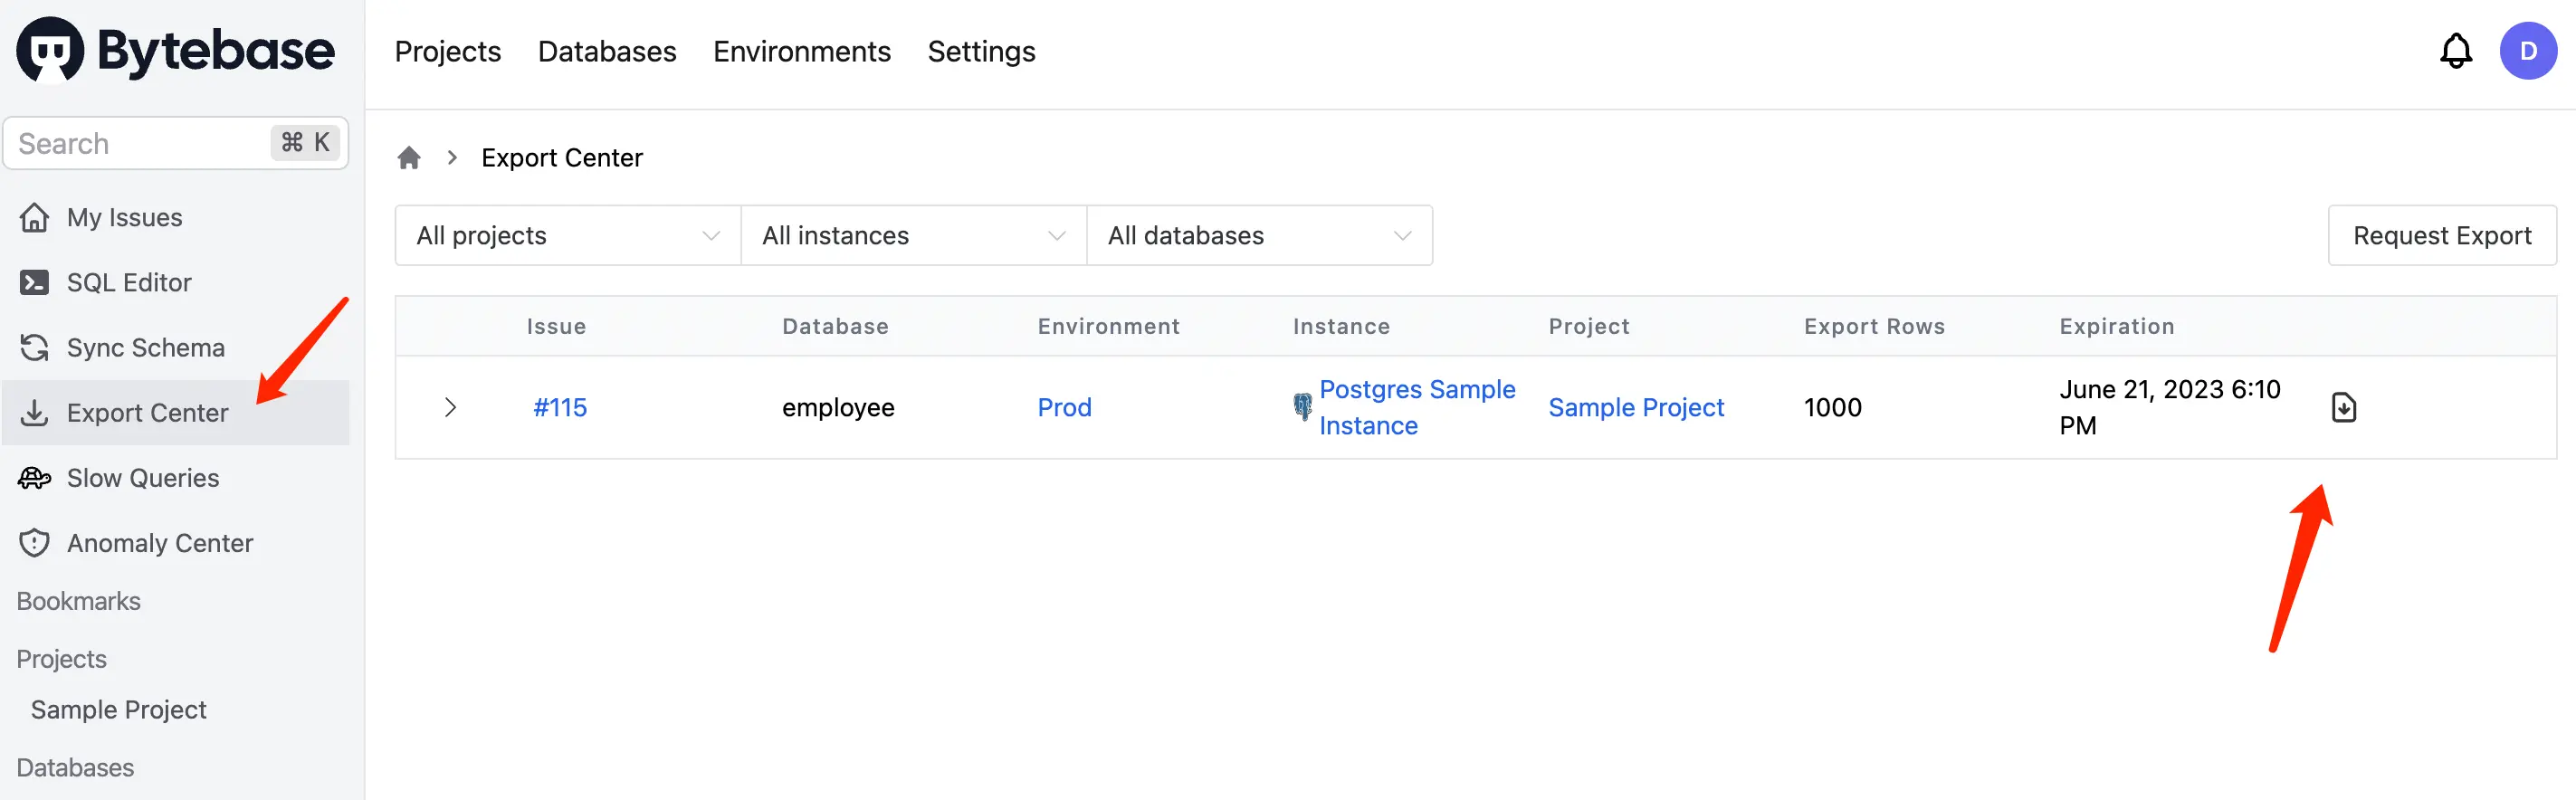 Bytebase
Projects Databases Environments Settings
D
Search ⌘ K
Export Center
My Issues
SQL Editor
Sync Schema
Export Center
Slow Queries
Anomaly Center
Bookmarks
Projects
Sample Project
Databases
All projects All instances All databases Request Export
Issue Database Environment Instance Project Export Rows Expiration
#115 employee Prod Postgres Sample Sample Project 1000 June 21, 2023 6:10
Instance PM